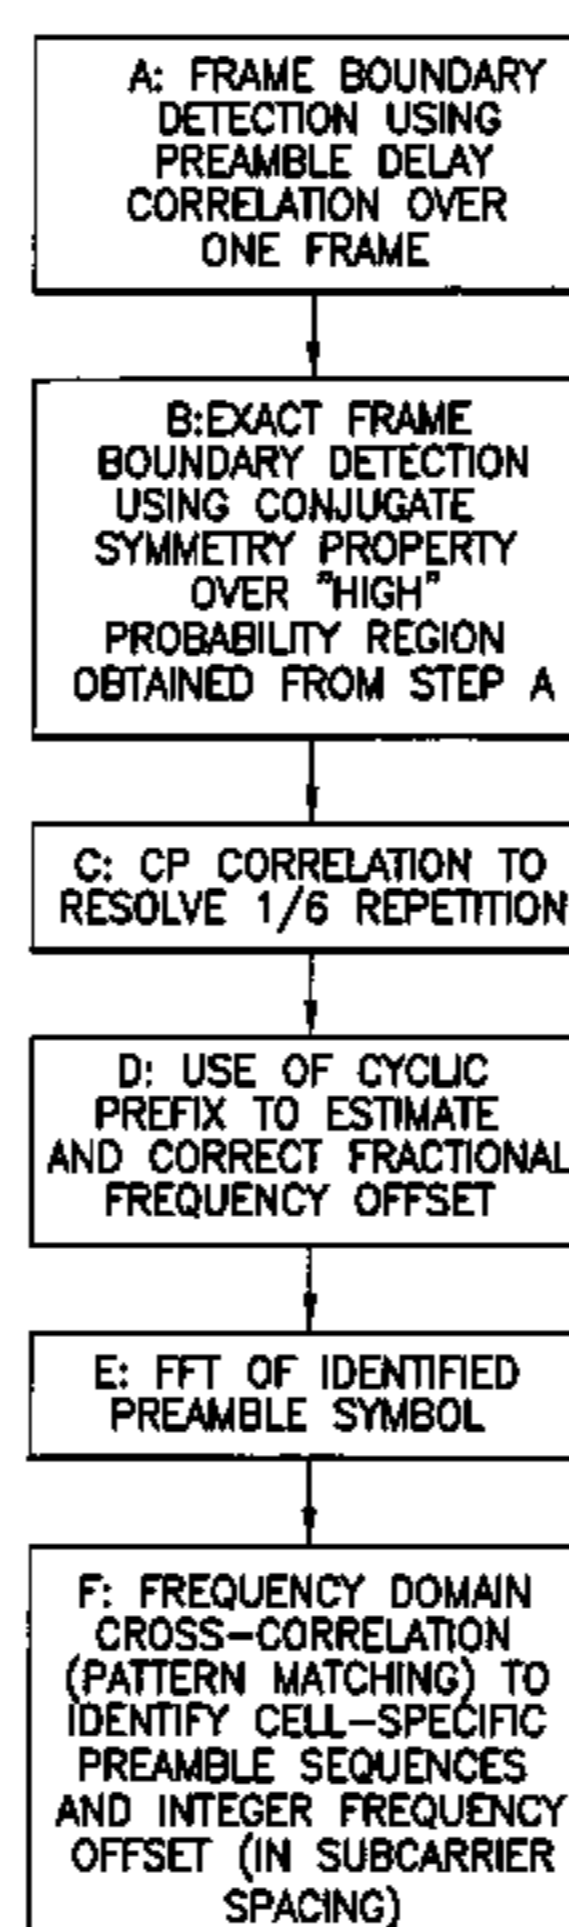 A: FRAME BOUNDARY
DETECTION USING
PREAMBLE DELAY
CORRELATION OVER
ONE FRAME
B:EXACT FRAME
BOUNDARY DETECTION
USING CONJUGATE
SYMMETRY PROPERTY
OVER "HIGH"
PROBABILITY REGION
OBTAINED FROM STEP A
C: CP CORRELATION TO
RESOLVE 1/6 REPETITION
D: USE OF CYCLIC
PREFIX TO ESTIMATE
AND CORRECT FRACTIONAL
FREQUENCY OFFSET
E: FFT OF IDENTIFIED
PREAMBLE SYMBOL
F: FREQUENCY DOMAIN
CROSS-CORRELATION
(PATTERN MATCHING) TO
IDENTIFY CELL-SPECIFIC
PREAMBLE SEQUENCES
AND INTEGER FREQUENCY
OFFSET (IN SUBCARRIER
SPACING)